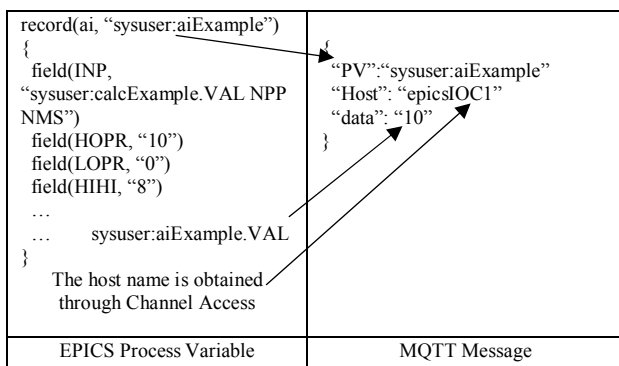 record(ai, “sysuser:aiExample”)
{
field(INP,
“sysuser:calcExample.VAL NPP
NMS”)
field(HOPR, “10”)
field(LOPR, “0”)
field(HIHI, “8”)
…
… sysuser:aiExample.VAL
}
The host name is obtained
through Channel Access
{
“PV”:“sysuser:aiExample”
“Host”: “epicsIOC1”
“data”: “10”
}
EPICS Process Variable
MQTT Message